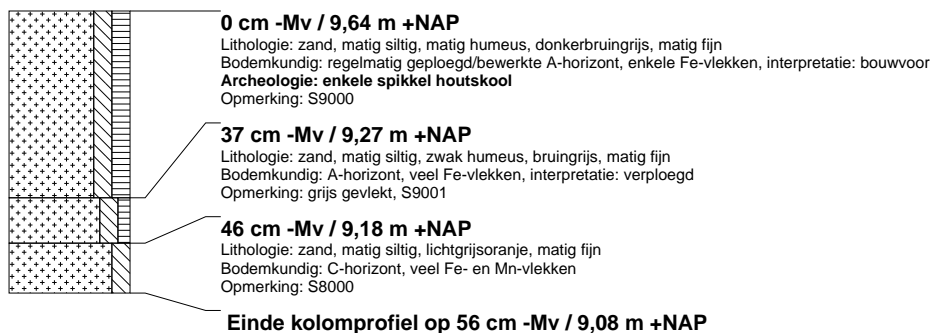 0 cm -Mv / 9,64 m +NAP
Lithologie: zand, matig siltig, matig humeus, donkerbruingrijs, matig fijn
Bodemkundig: regelmatig geploegd/bewerkte A-horizont, enkele Fe-vlekken, interpretatie: bouwvoor
Archeologie: enkele spikkel houtskool
Opmerking: S9000
37 cm -Mv / 9,27 m +NAP
Lithologie: zand, matig siltig, zwak humeus, bruingrijs, matig fijn
Bodemkundig: A-horizont, veel Fe-vlekken, interpretatie: verploegd
Opmerking: grijs gevlekt, S9001
46 cm -Mv / 9,18 m +NAP
Lithologie: zand, matig siltig, lichtgrijsoranje, matig fijn
Bodemkundig: C-horizont, veel Fe- en Mn-vlekken
Opmerking: S8000
Einde kolomprofiel op 56 cm -Mv / 9,08 m +NAP